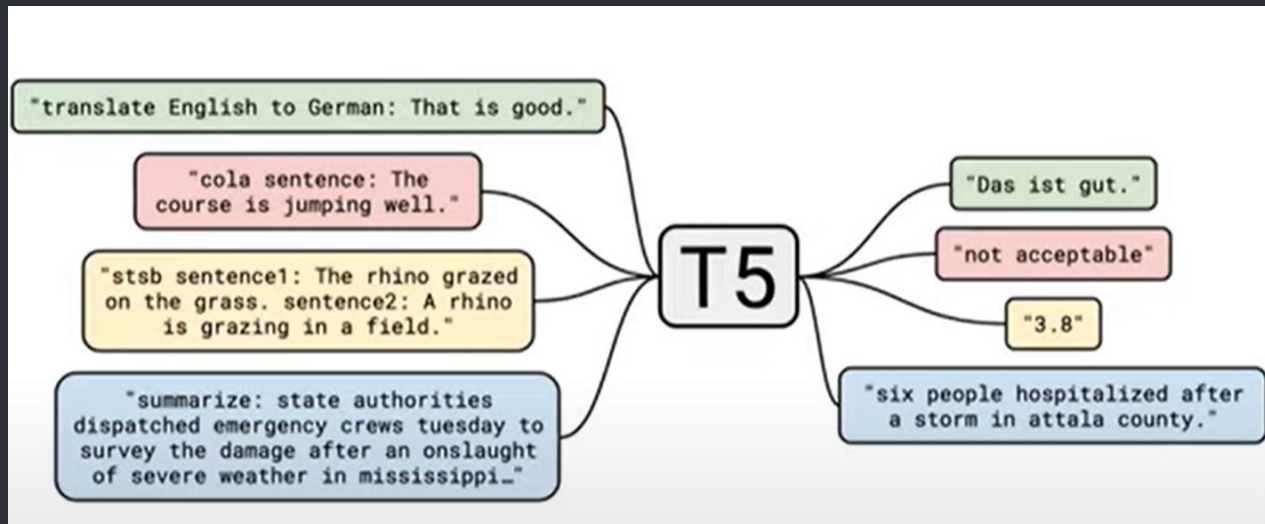 "translate English to German: That is good."
"cola sentence: The
course is jumping well."
"stsb sentence1: The rhino grazed
on the grass. sentence2: A rhino
is grazing in a field."
"summarize: state authorities
dispatched emergency crews tuesday to
survey the damage after an onslaught
of severe weather in mississippi…"
T5
"Das ist gut."
"not acceptable"
"3.8"
"six people hospitalized after
a storm in attala county."